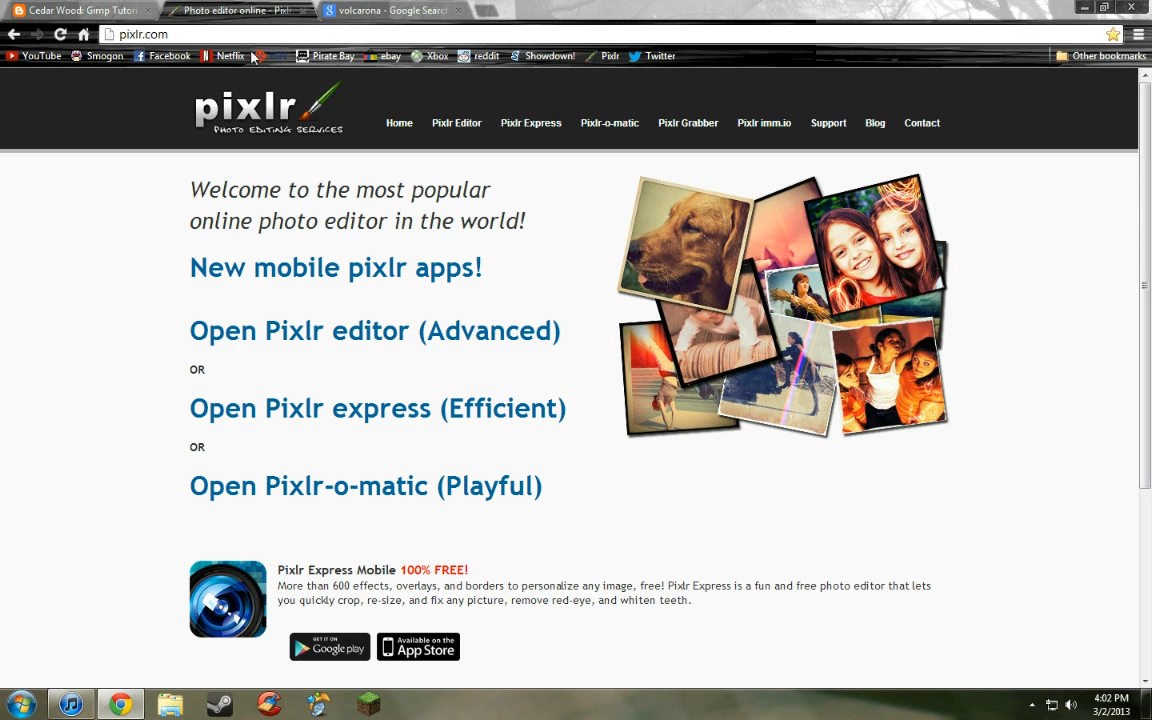 Cedar Wood: Gimp Tutori
Photo editor online - Pixlr
volcarona - Google Search
pixlr.com
YouTube
Smogon
Facebook
Netflix
Pirate Bay
ebay
Xbox
reddit
Showdown!
Pixlr
Twitter
Other bookmarks
pixlr
PHOTO EDITING SERVICES
Home
Pixlr Editor
Pixlr Express
Pixlr-o-matic
Pixlr Grabber
Pixlr imm.io
Support
Blog
Contact
Welcome to the most popular
online photo editor in the world!
New mobile pixlr apps!
Open Pixlr editor (Advanced)
OR
Open Pixlr express (Efficient)
OR
Open Pixlr-o-matic (Playful)
Pixlr Express Mobile 100% FREE!
More than 600 effects, overlays, and borders to personalize any image, free! Pixlr Express is a fun and free photo editor that lets
you quickly crop, re-size, and fix any picture, remove red-eye, and whiten teeth.
GET IT ON
Google play
Available on the
App Store
4:02 PM
3/2/2013